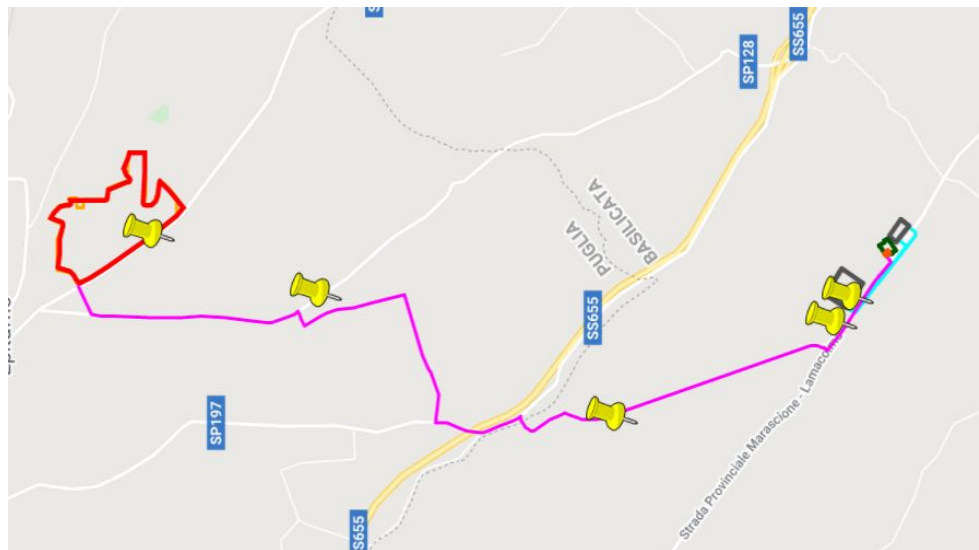 SS655
SP128
BASILICATA
PUGLIA
SS655
SP197
Strada Provinciale Marascione - Lamacolma
SS655